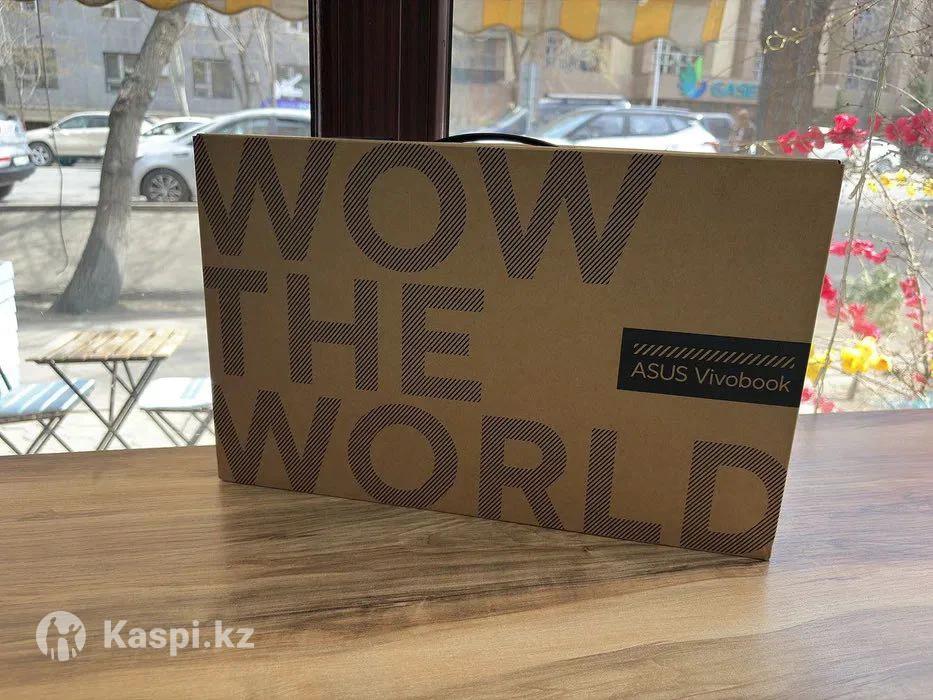 WOW
THE
WORLD
ASUS Vivobook
Kaspi.kz